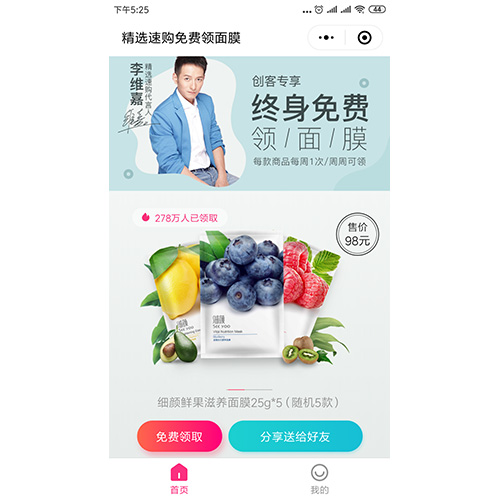 下午5:25
44
精选速购免费领面膜
李维嘉
精选速购代言人
创客专享
终身免费
领/面/膜
每款商品每周1次/周周可领
278万人已领取
售价
98元
SEE YOO
细颜鲜果滋养面膜25g*5（随机5款）
免费领取
分享送给好友
首页
我的